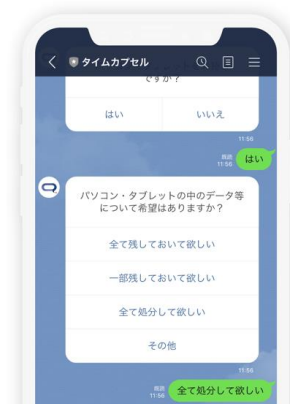 タイムカプセル
ですか？
はい
いいえ
11:56
既読
11:56
はい
パソコン・タブレットの中のデータ等
について希望はありますか？
全て残しておいて欲しい
一部残しておいて欲しい
全て処分して欲しい
その他
11:56
既読
11:56
全て処分して欲しい